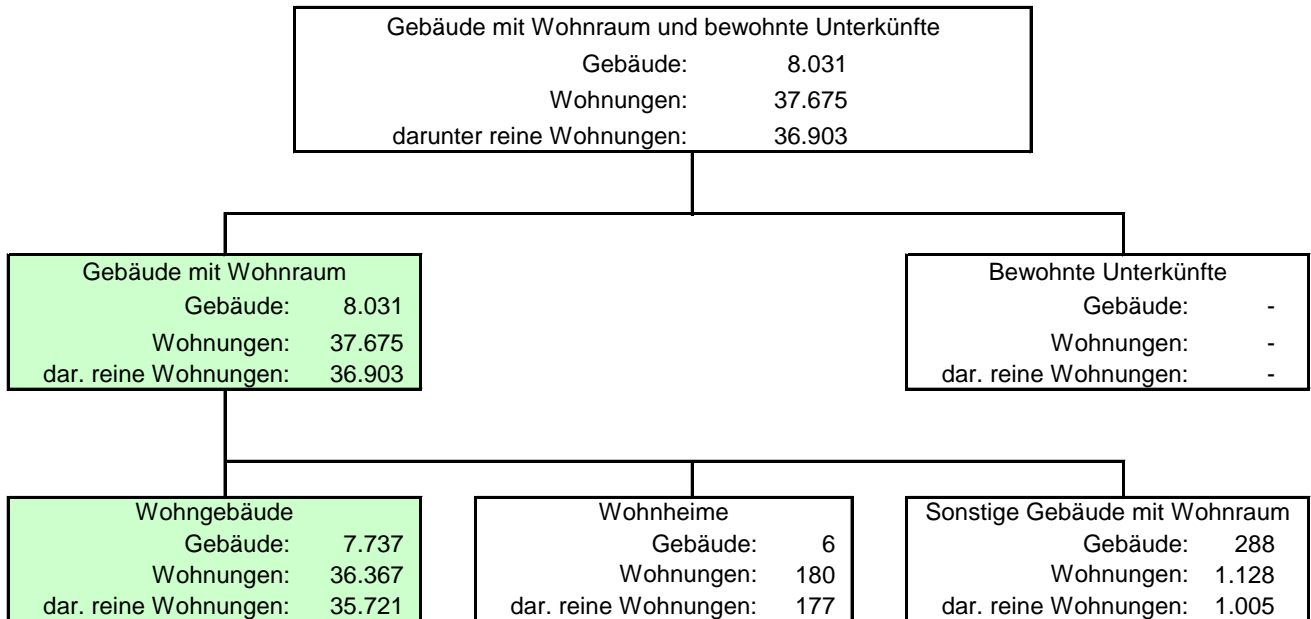 Gebäude mit Wohnraum und bewohnte Unterkünfte
Gebäude: 8.031
Wohnungen: 37.675
darunter reine Wohnungen: 36.903
Gebäude mit Wohnraum
Gebäude: 8.031
Wohnungen: 37.675
dar. reine Wohnungen: 36.903
Bewohnte Unterkünfte
Gebäude: -
Wohnungen: -
dar. reine Wohnungen: -
Wohngebäude
Gebäude: 7.737
Wohnungen: 36.367
dar. reine Wohnungen: 35.721
Wohnheime
Gebäude: 6
Wohnungen: 180
dar. reine Wohnungen: 177
Sonstige Gebäude mit Wohnraum
Gebäude: 288
Wohnungen: 1.128
dar. reine Wohnungen: 1.005